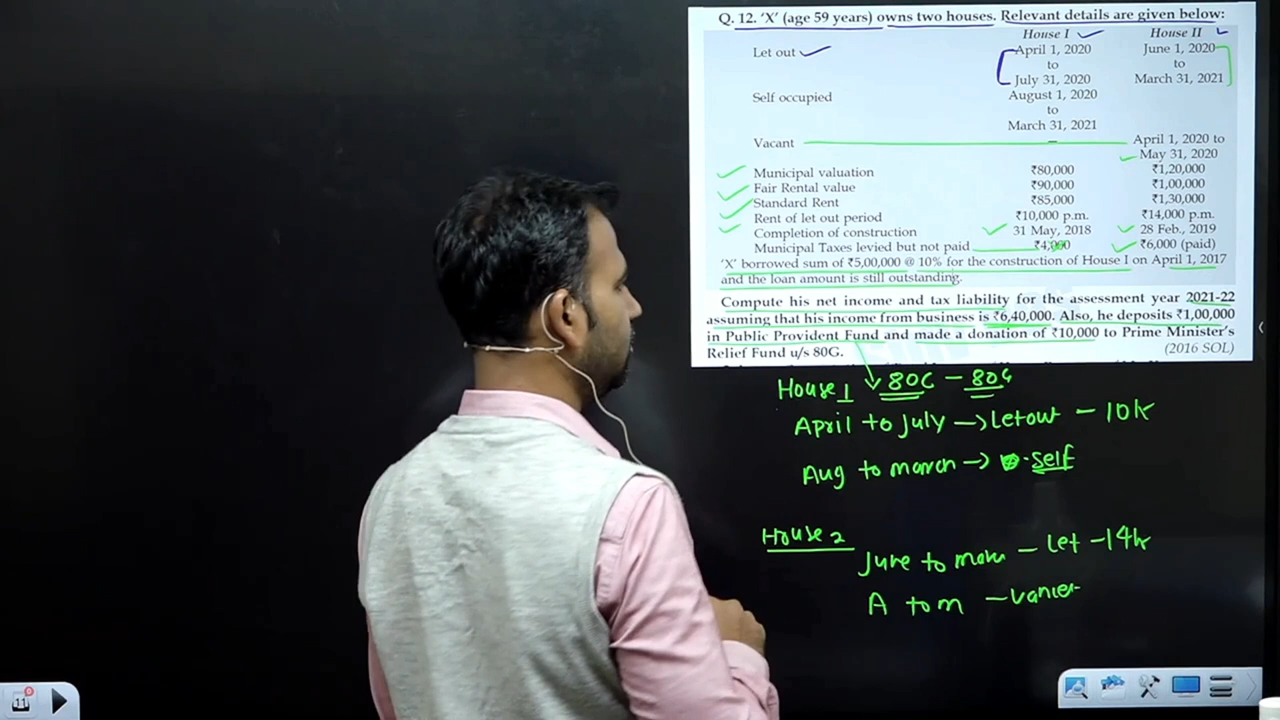 Q. 12. 'X' (age 59 years) owns two houses. Relevant details are given below:
House I House II
Let out April 1, 2020 June 1, 2020
to to
July 31, 2020 March 31, 2021
Self occupied August 1, 2020
to
March 31, 2021
Vacant – April 1, 2020 to
May 31, 2020
Municipal valuation ₹80,000 ₹1,20,000
Fair Rental value ₹90,000 ₹1,00,000
Standard Rent ₹85,000 ₹1,30,000
Rent of let out period ₹10,000 p.m. ₹14,000 p.m.
Completion of construction 31 May, 2018 28 Feb., 2019
Municipal Taxes levied but not paid ₹4,000 ₹6,000 (paid)
'X' borrowed sum of ₹5,00,000 @ 10% for the construction of House I on April 1, 2017
and the loan amount is still outstanding.
Compute his net income and tax liability for the assessment year 2021-22
assuming that his income from business is ₹6,40,000. Also, he deposits ₹1,00,000
in Public Provident Fund and made a donation of ₹10,000 to Prime Minister's
Relief Fund u/s 80G. (2016 SOL)
House 1 80C - 80G
April to July → Letout - 10k
Aug to march → self
House 2
June to - Let - 14k
A to m -
11